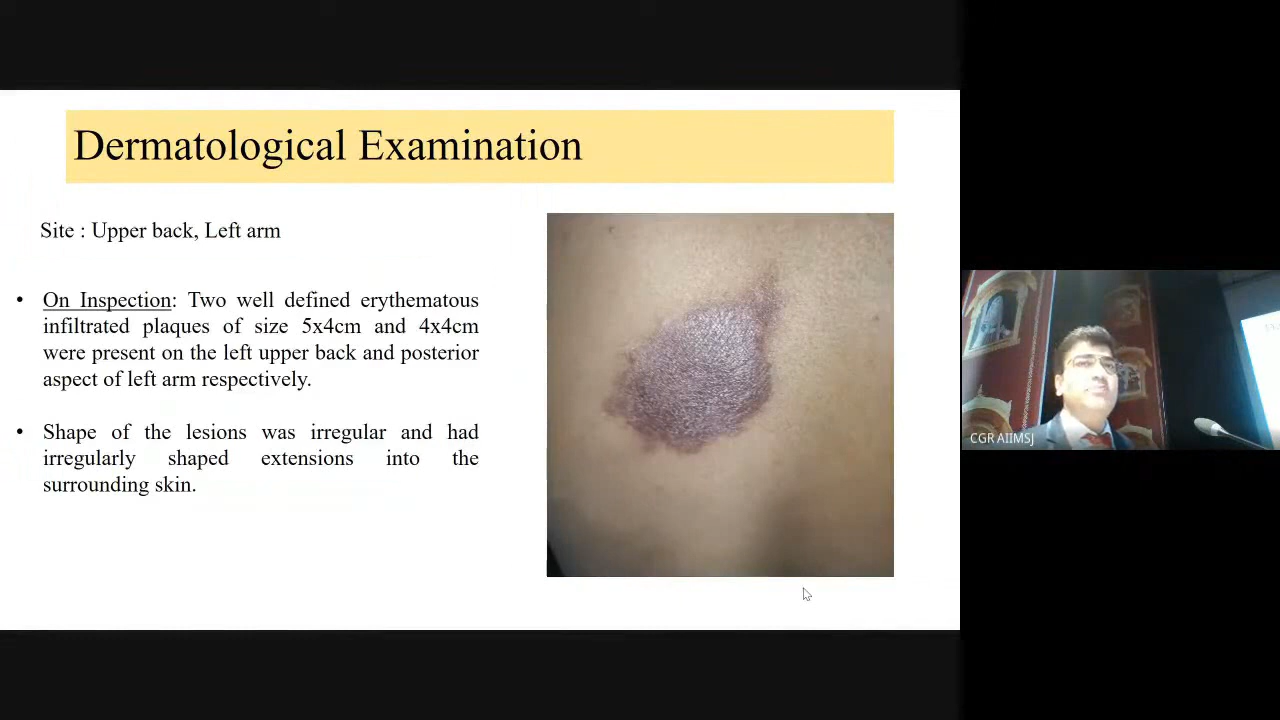 Dermatological Examination
Site : Upper back, Left arm
• On Inspection: Two well defined erythematous
infiltrated plaques of size 5x4cm and 4x4cm
were present on the left upper back and posterior
aspect of left arm respectively.
• Shape of the lesions was irregular and had
irregularly shaped extensions into the
surrounding skin.
CGR AIIMSJ